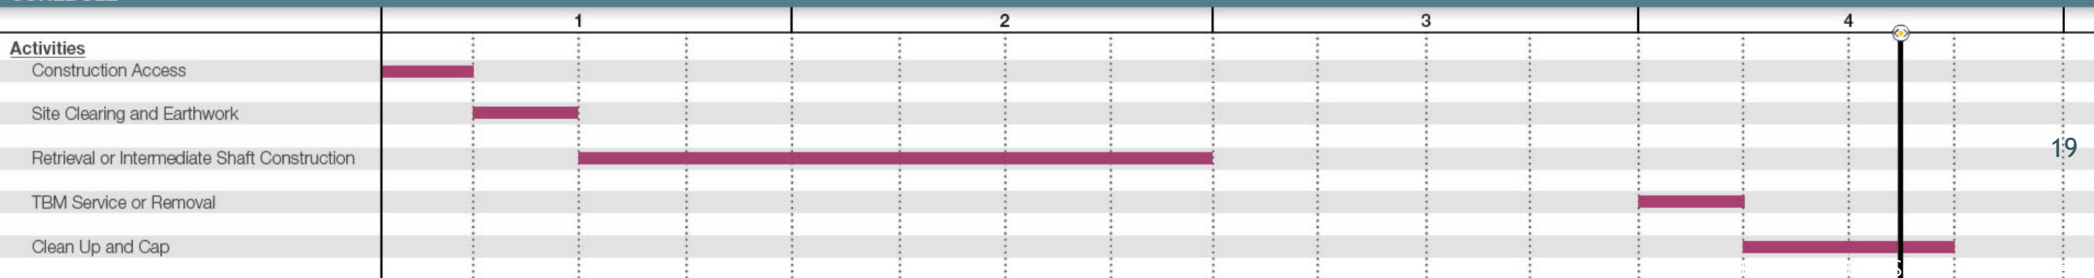 1 2 3 4
Activities
Construction Access
Site Clearing and Earthwork
Retrieval or Intermediate Shaft Construction
19
TBM Service or Removal
Clean Up and Cap